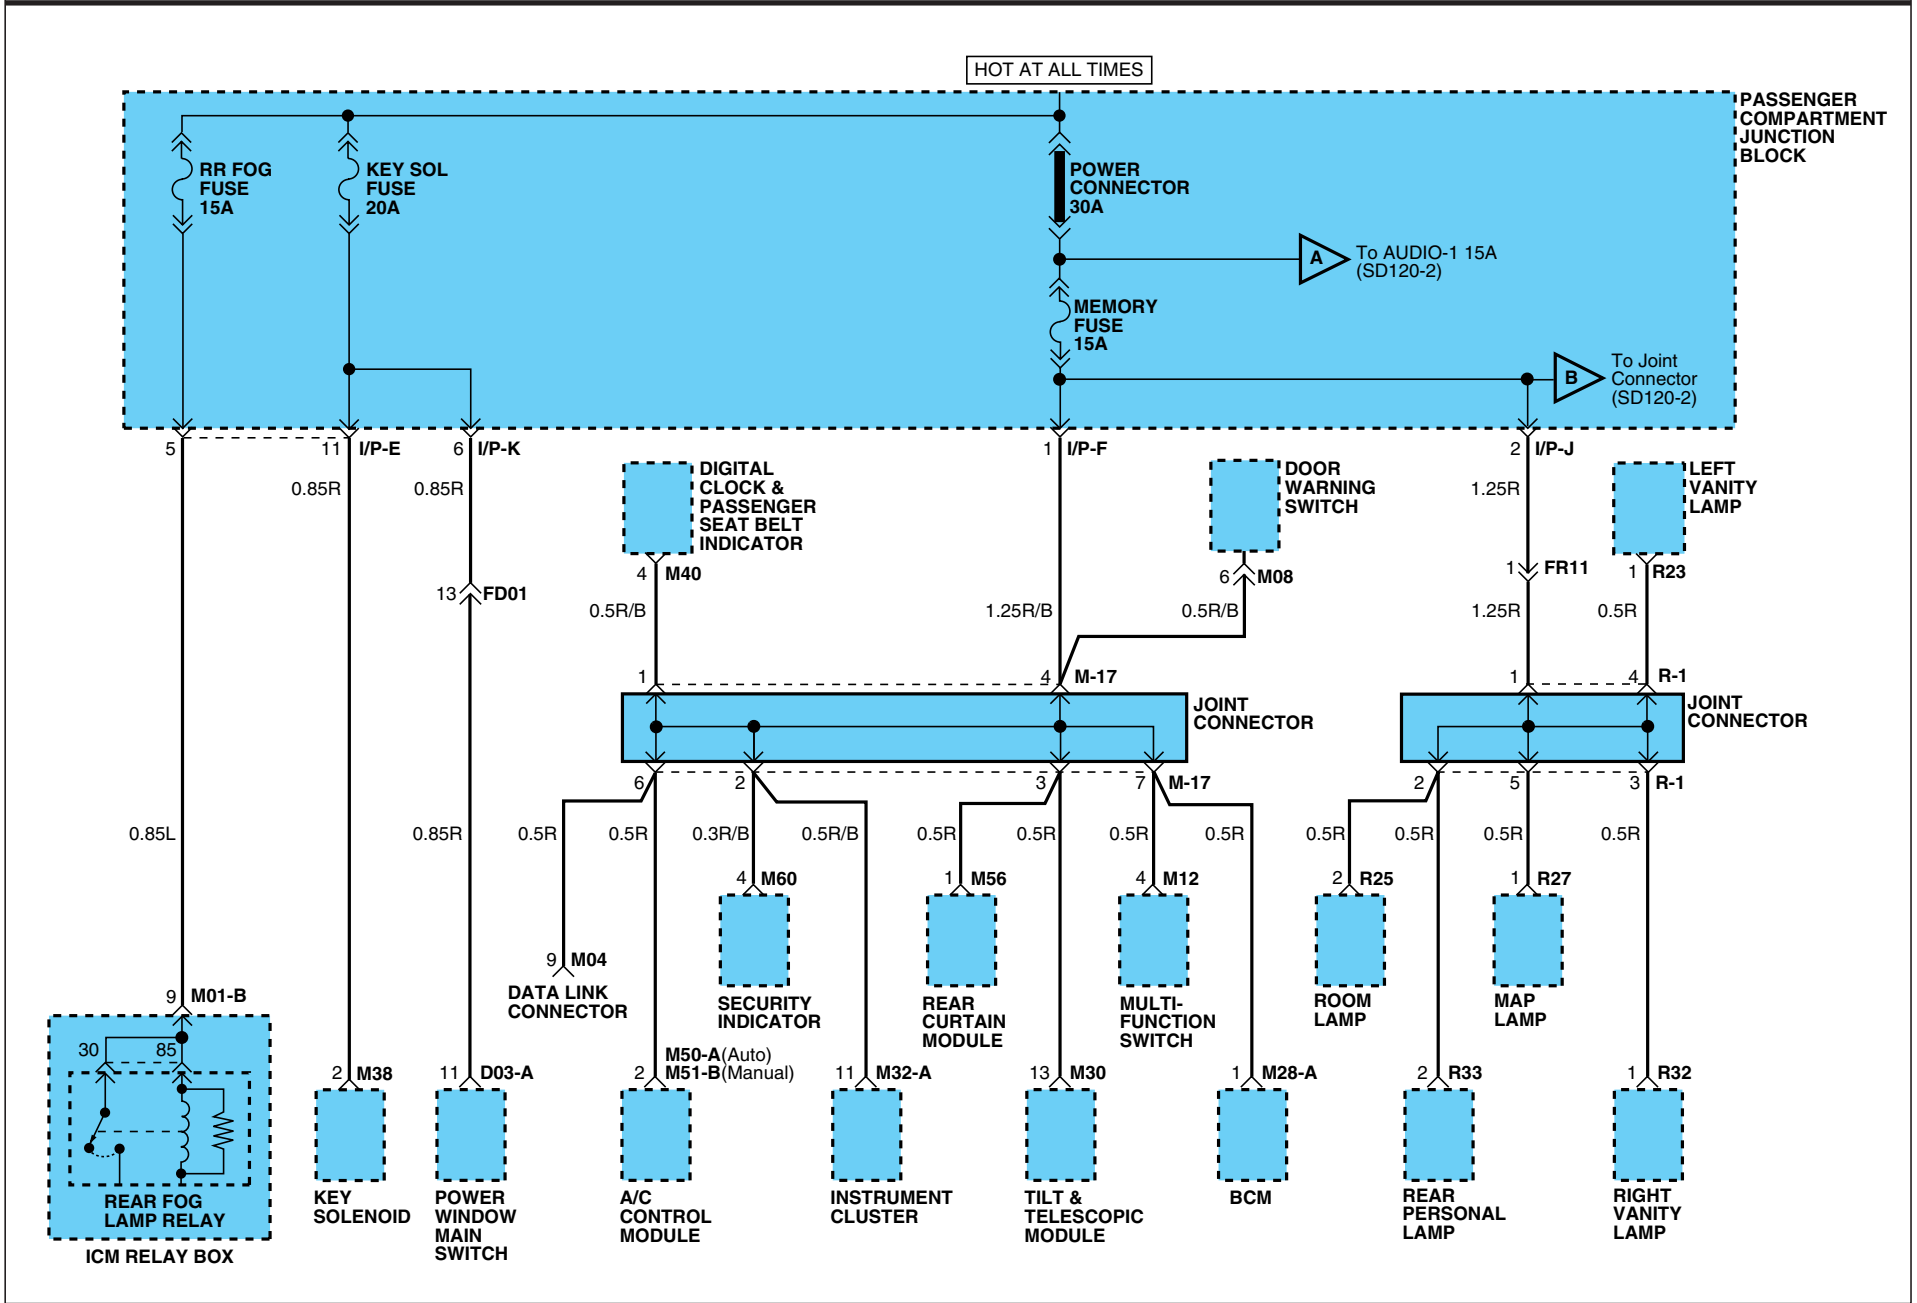 HOT AT ALL TIMES
PASSENGER
COMPARTMENT
JUNCTION
BLOCK
RR FOG
FUSE
15A
KEY SOL
FUSE
20A
POWER
CONNECTOR
30A
A
To AUDIO-1 15A
(SD120-2)
MEMORY
FUSE
15A
B
To Joint
Connector
(SD120-2)
5
11 I/P-E
6 I/P-K
1 I/P-F
2 I/P-J
0.85R
0.85R
1.25R
DIGITAL
CLOCK &
PASSENGER
SEAT BELT
INDICATOR
DOOR
WARNING
SWITCH
LEFT
VANITY
LAMP
4 M40
6 M08
1 FR11
1 R23
13 FD01
0.5R/B
1.25R/B
0.5R/B
1.25R
0.5R
1
4 M-17
1
4 R-1
JOINT
CONNECTOR
JOINT
CONNECTOR
6
2
3
7 M-17
2
5
3 R-1
0.85L
0.85R
0.5R
0.5R
0.3R/B
0.5R/B
0.5R
0.5R
0.5R
0.5R
0.5R
0.5R
0.5R
0.5R
4 M60
1 M56
4 M12
2 R25
1 R27
9 M04
DATA LINK
CONNECTOR
SECURITY
INDICATOR
REAR
CURTAIN
MODULE
MULTI-
FUNCTION
SWITCH
ROOM
LAMP
MAP
LAMP
9 M01-B
30
85
2 M38
11 D03-A
M50-A(Auto)
2 M51-B(Manual)
11 M32-A
13 M30
1 M28-A
2 R33
1 R32
REAR FOG
LAMP RELAY
ICM RELAY BOX
KEY
SOLENOID
POWER
WINDOW
MAIN
SWITCH
A/C
CONTROL
MODULE
INSTRUMENT
CLUSTER
TILT &
TELESCOPIC
MODULE
BCM
REAR
PERSONAL
LAMP
RIGHT
VANITY
LAMP